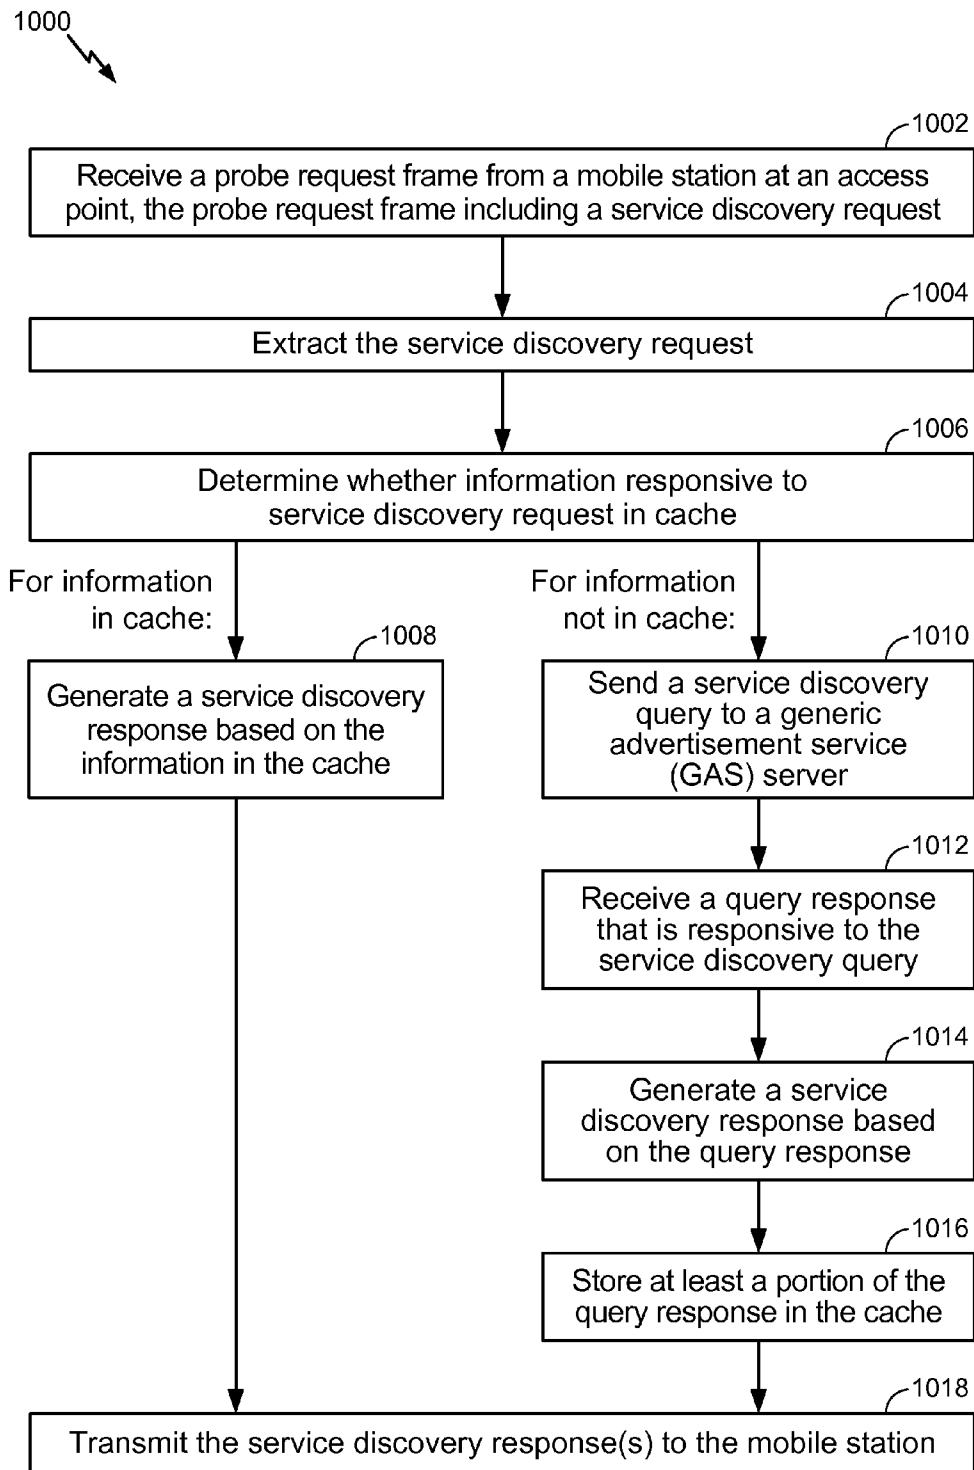 1000
1002
Receive a probe request frame from a mobile station at an access
point, the probe request frame including a service discovery request
1004
Extract the service discovery request
1006
Determine whether information responsive to
service discovery request in cache
For information
in cache:
For information
not in cache:
1008
Generate a service discovery
response based on the
information in the cache
1010
Send a service discovery
query to a generic
advertisement service
(GAS) server
1012
Receive a query response
that is responsive to the
service discovery query
1014
Generate a service
discovery response based
on the query response
1016
Store at least a portion of the
query response in the cache
1018
Transmit the service discovery response(s) to the mobile station